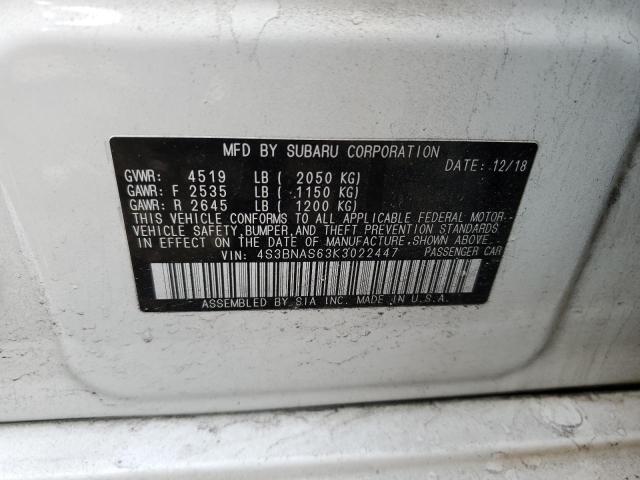 MFD BY SUBARU CORPORATION
DATE: 12/18
GVWR: 4519 LB ( 2050 KG)
GAWR: F 2535 LB ( 1150 KG)
GAWR: R 2645 LB ( 1200 KG)
THIS VEHICLE CONFORMS TO ALL APPLICABLE FEDERAL MOTOR
VEHICLE SAFETY, BUMPER, AND THEFT PREVENTION STANDARDS
IN EFFECT ON THE DATE OF MANUFACTURE, SHOWN ABOVE.
VIN: 4S3BNAS63K3022447 PASSENGER CAR
ASSEMBLED BY SIA INC. MADE IN U.S.A.